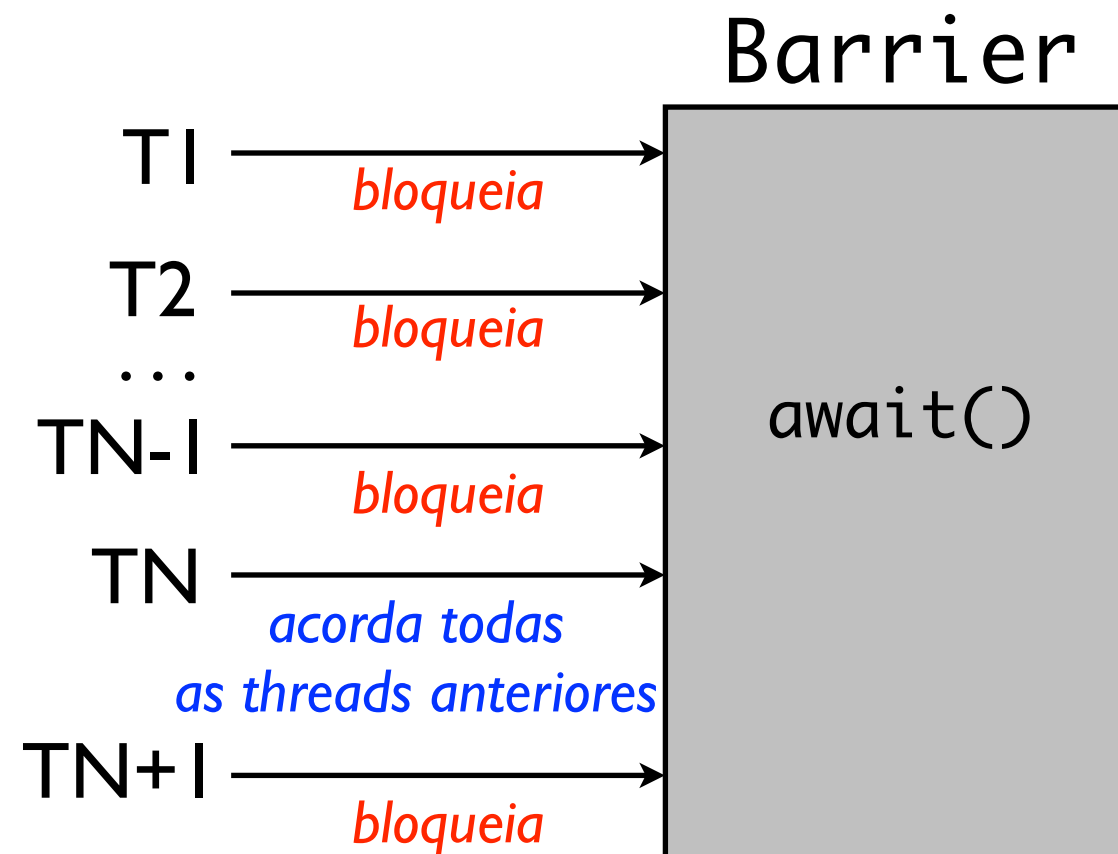 Barrier
T1
bloqueia
T2
bloqueia
...
await()
TN-1
bloqueia
TN
acorda todas
as threads anteriores
TN+1
bloqueia